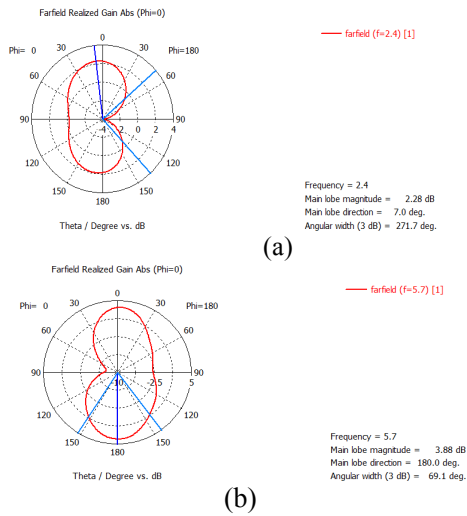 Farfield Realized Gain Abs (Phi=0)
farfield (f=2.4) [1]
0
Phi= 0 30 30 Phi=180
60 60
90 -4 -2 0 2 4 90
120 120
150 150
180
Theta / Degree vs. dB
Frequency = 2.4
Main lobe magnitude = 2.28 dB
Main lobe direction = 7.0 deg.
Angular width (3 dB) = 271.7 deg.
(a)
Farfield Realized Gain Abs (Phi=0)
farfield (f=5.7) [1]
0
Phi= 0 30 30 Phi=180
60 60
90 -10 -2.5 5 90
120 120
150 150
180
Theta / Degree vs. dB
Frequency = 5.7
Main lobe magnitude = 3.88 dB
Main lobe direction = 180.0 deg.
Angular width (3 dB) = 69.1 deg.
(b)